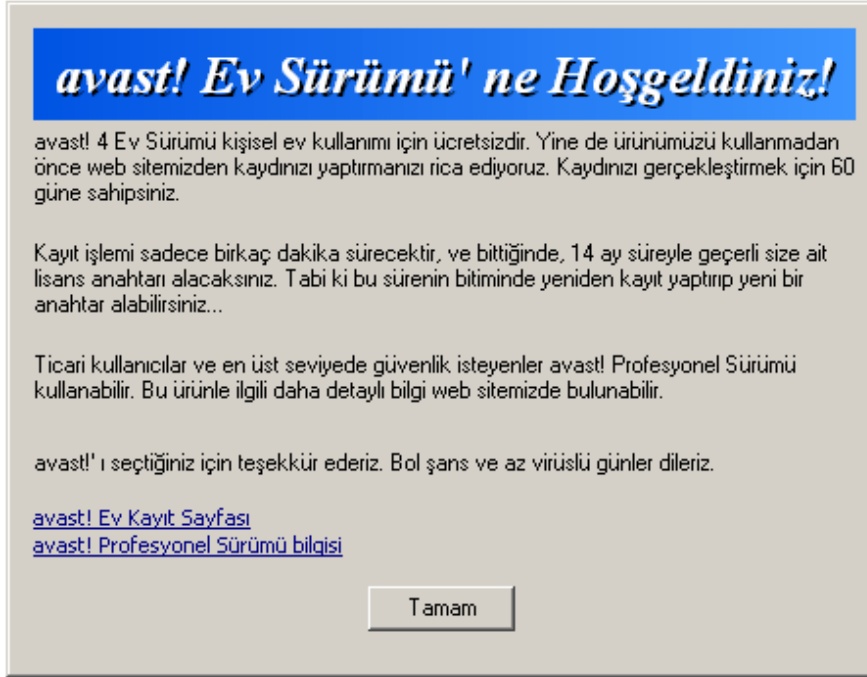 avast! Ev Sürümü' ne Hoşgeldiniz!
avast! 4 Ev Sürümü kişisel ev kullanımı için ücretsizdir. Yine de ürünümüzü kullanmadan
önce web sitemizden kaydınızı yaptırmanızı rica ediyoruz. Kaydınızı gerçekleştirmek için 60
güne sahipsiniz.
Kayıt işlemi sadece birkaç dakika sürecektir, ve bittiğinde, 14 ay süreyle geçerli size ait
lisans anahtarı alacaksınız. Tabi ki bu sürenin bitiminde yeniden kayıt yaptırıp yeni bir
anahtar alabilirsiniz...
Ticari kullanıcılar ve en üst seviyede güvenlik isteyenler avast! Profesyonel Sürümü
kullanabilir. Bu ürünle ilgili daha detaylı bilgi web sitemizde bulunabilir.
avast!' ı seçtiğiniz için teşekkür ederiz. Bol şans ve az virüslü günler dileriz.
avast! Ev Kayıt Sayfası
avast! Profesyonel Sürümü bilgisi
Tamam